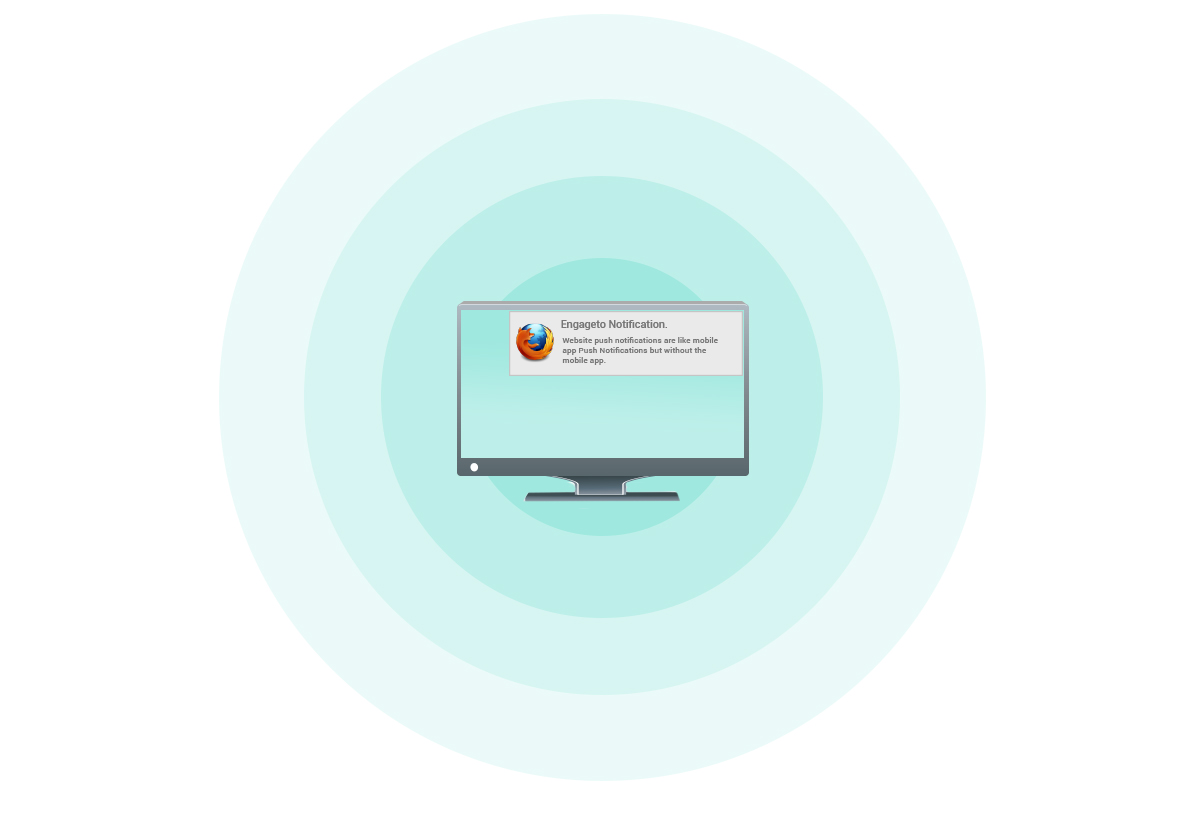 Engageto Notification.
Website push notifications are like mobile
app Push Notifications but without the
mobile app.